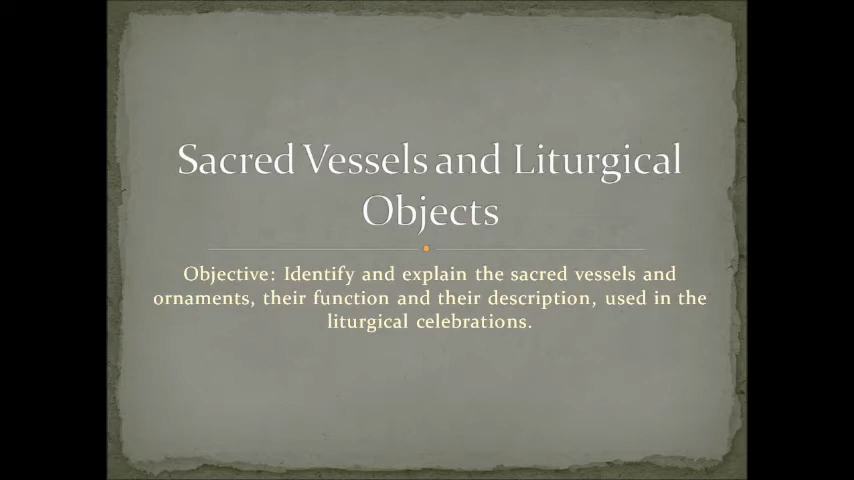 Sacred Vessels and Liturgical
Objects
Objective: Identify and explain the sacred vessels and
ornaments, their function and their description, used in the
liturgical celebrations.